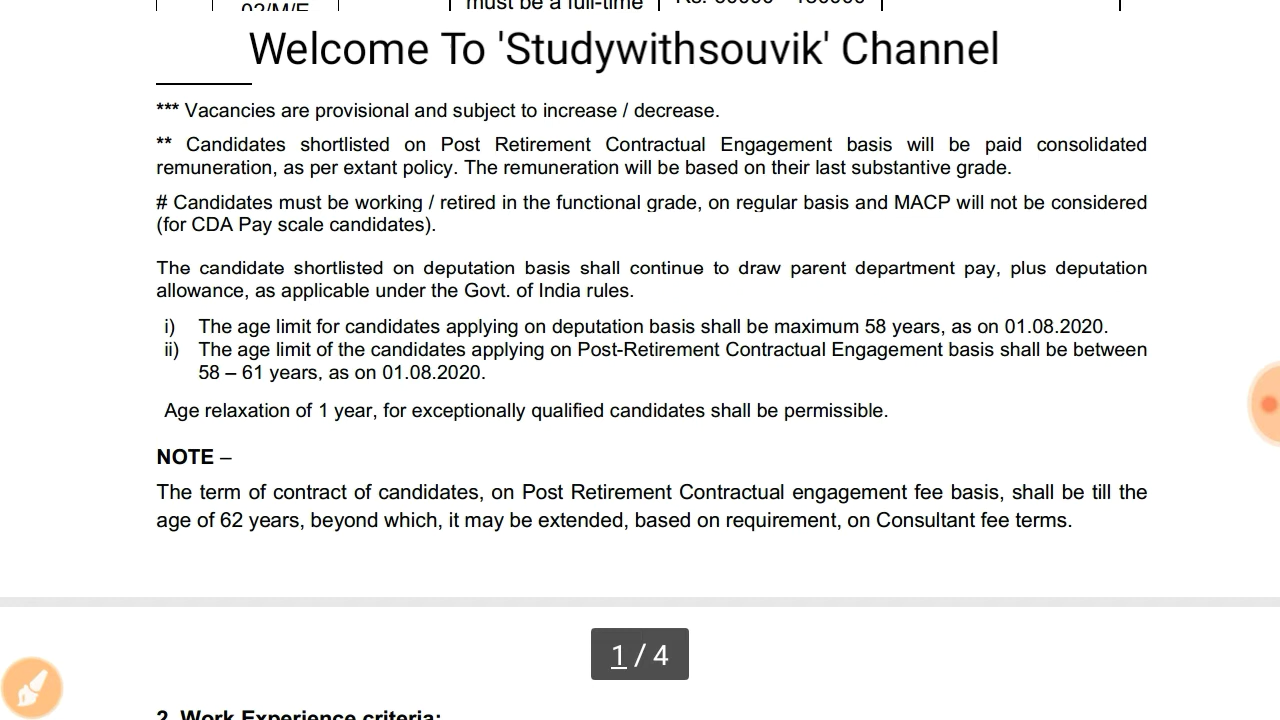 02/M/F
must be a full-time
Welcome To 'Studywithsouvik' Channel
*** Vacancies are provisional and subject to increase / decrease.
** Candidates shortlisted on Post Retirement Contractual Engagement basis will be paid consolidated
remuneration, as per extant policy. The remuneration will be based on their last substantive grade.
# Candidates must be working / retired in the functional grade, on regular basis and MACP will not be considered
(for CDA Pay scale candidates).
The candidate shortlisted on deputation basis shall continue to draw parent department pay, plus deputation
allowance, as applicable under the Govt. of India rules.
i) The age limit for candidates applying on deputation basis shall be maximum 58 years, as on 01.08.2020.
ii) The age limit of the candidates applying on Post-Retirement Contractual Engagement basis shall be between
58 – 61 years, as on 01.08.2020.
Age relaxation of 1 year, for exceptionally qualified candidates shall be permissible.
NOTE –
The term of contract of candidates, on Post Retirement Contractual engagement fee basis, shall be till the
age of 62 years, beyond which, it may be extended, based on requirement, on Consultant fee terms.
1 / 4
2. Work Experience criteria: